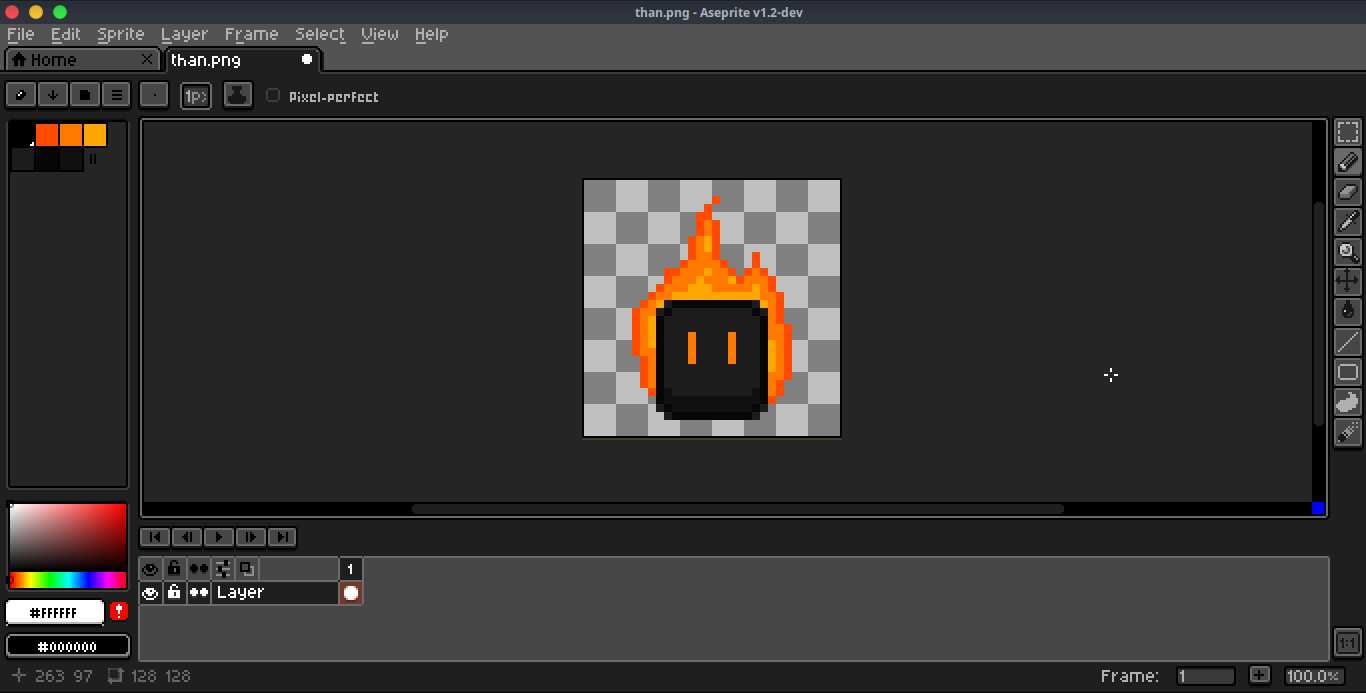 than.png - Aseprite v1.2-dev
File Edit Sprite Layer Frame Select View Help
Home
than.png
1px
Pixel-perfect
1
Layer
#FFFFFF
!
#000000
1:1
263 97 128 128
Frame: 1
100.0%